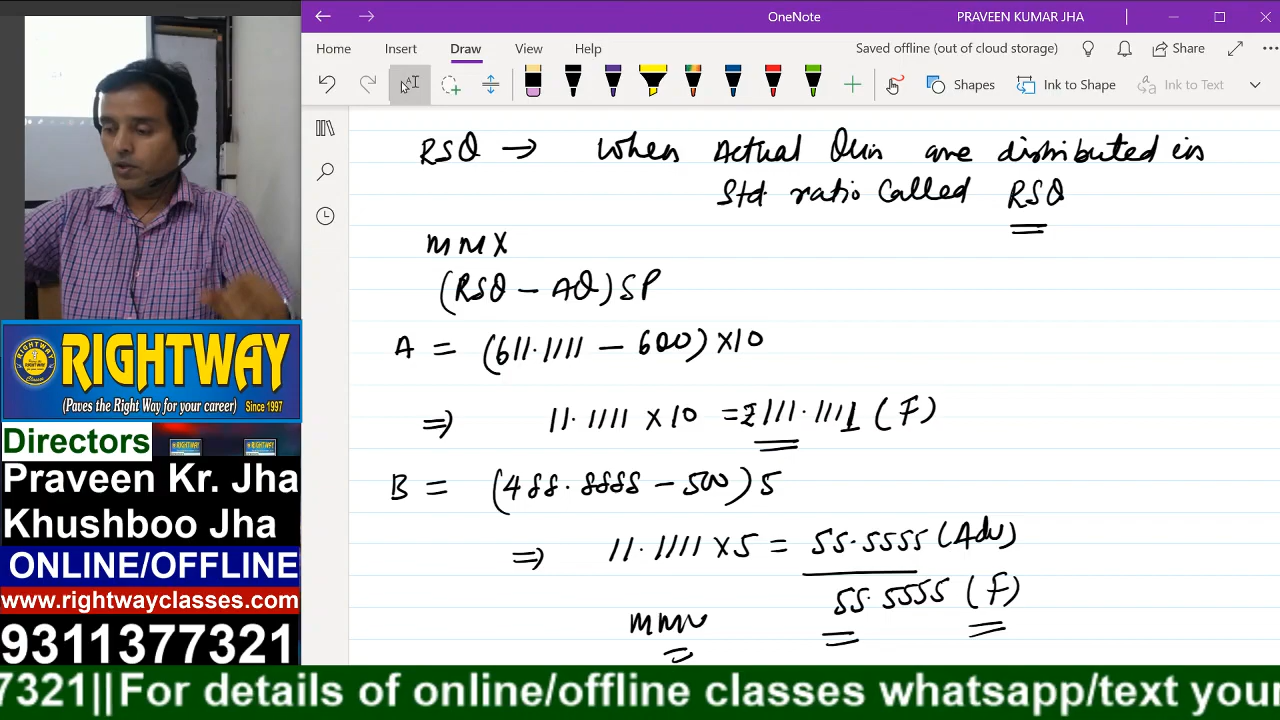 OneNote
PRAVEEN KUMAR JHA
Home Insert Draw View Help
Saved offline (out of cloud storage)
Share
Shapes
Ink to Shape
Ink to Text
RSQ → When Actual Qun are distributed in
Std. ratio called RSQ
MMX
(RSQ - AQ) SP
A = (611.1111 - 600) ×10
⇒ 11.1111 × 10 = 111.1111 (F)
B = (488.8888 - 500) 5
⇒ 11.1111 × 5 = 55.5555 (Adv)
55.5555 (F)
MMV
RIGHTWAY
(Paves the Right Way for your career) Since 1997
Directors
Praveen Kr. Jha
Khushboo Jha
ONLINE/OFFLINE
www.rightwayclasses.com
9311377321
7321||For details of online/offline classes whatsapp/text your